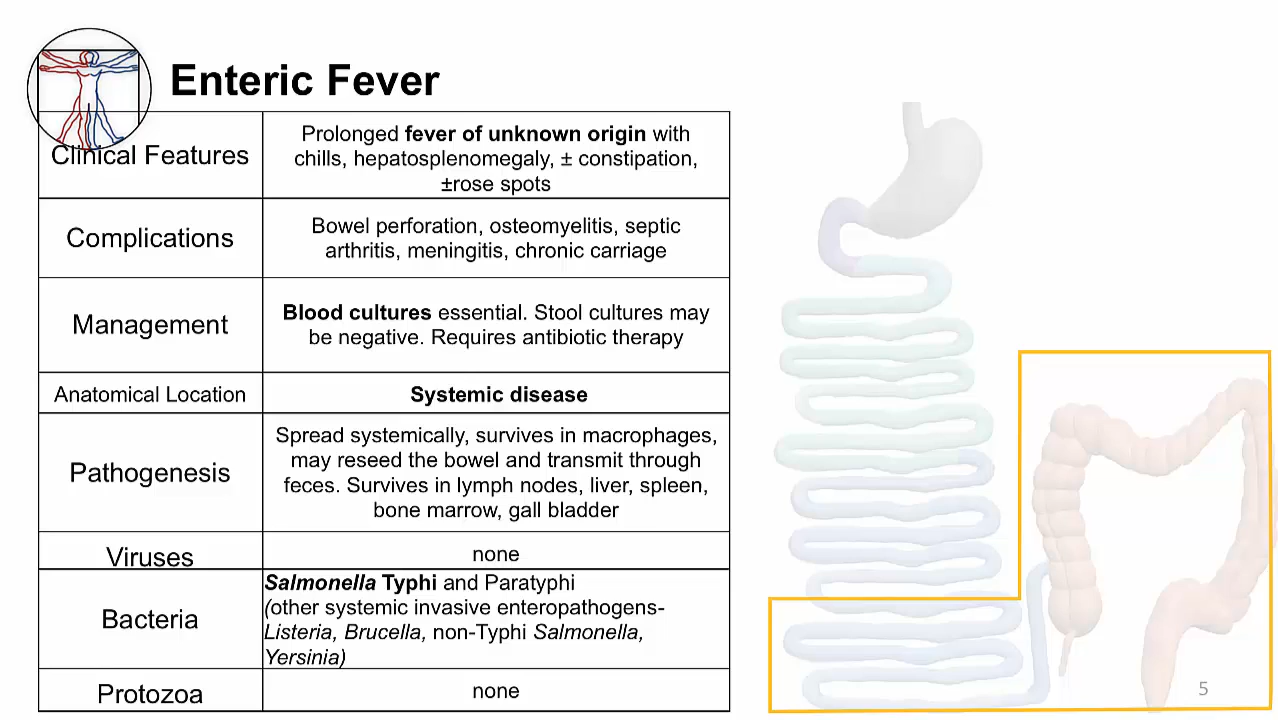 Enteric Fever
Clinical Features
Prolonged fever of unknown origin with
chills, hepatosplenomegaly, ± constipation,
±rose spots
Complications
Bowel perforation, osteomyelitis, septic
arthritis, meningitis, chronic carriage
Management
Blood cultures essential. Stool cultures may
be negative. Requires antibiotic therapy
Anatomical Location
Systemic disease
Pathogenesis
Spread systemically, survives in macrophages,
may reseed the bowel and transmit through
feces. Survives in lymph nodes, liver, spleen,
bone marrow, gall bladder
Viruses
none
Bacteria
Salmonella Typhi and Paratyphi
(other systemic invasive enteropathogens-
Listeria, Brucella, non-Typhi Salmonella,
Yersinia)
Protozoa
none
5